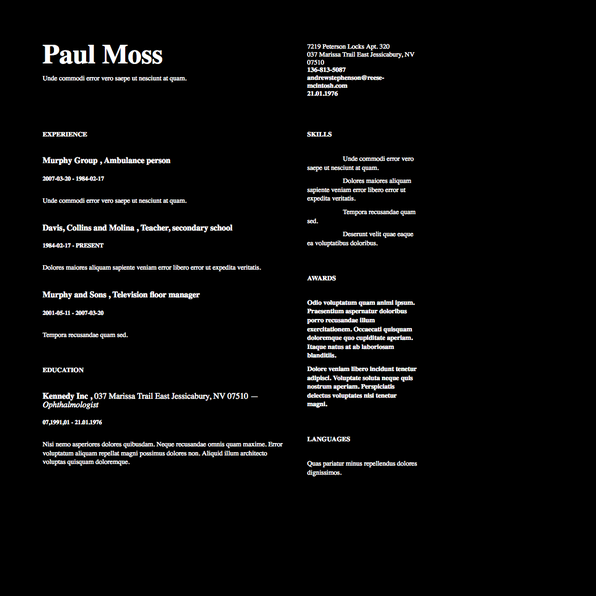 Paul Moss
Unde commodi error vero saepe ut nesciunt at quam.
7219 Peterson Locks Apt. 320
037 Marissa Trail East Jessicabury, NV
07510
136-813-5087
andrewstephenson@reese-
mcintosh.com
21.01.1976
EXPERIENCE
Murphy Group , Ambulance person
2007-03-20 - 1984-02-17
Unde commodi error vero saepe ut nesciunt at quam.
Davis, Collins and Molina , Teacher, secondary school
1984-02-17 - PRESENT
Dolores maiores aliquam sapiente veniam error libero error ut expedita veritatis.
Murphy and Sons , Television floor manager
2001-05-11 - 2007-03-20
Tempora recusandae quam sed.
EDUCATION
Kennedy Inc , 037 Marissa Trail East Jessicabury, NV 07510 —
Ophthalmologist
07,1991,01 - 21.01.1976
Nisi nemo asperiores dolores quibusdam. Neque recusandae omnis quam maxime. Error
voluptatum aliquam repellat magni possimus dolores non. Aliquid illum architecto
voluptas quisquam doloremque.
SKILLS
Unde commodi error vero
saepe ut nesciunt at quam.
Dolores maiores aliquam
sapiente veniam error libero error ut
expedita veritatis.
Tempora recusandae quam
sed.
Deserunt velit quae eaque
ea voluptatibus doloribus.
AWARDS
Odio voluptatum quam animi ipsum.
Praesentium aspernatur doloribus
porro recusandae illum
exercitationem. Occaecati quisquam
doloremque quo cupiditate aperiam.
Itaque natus at ab laboriosam
blanditiis.
Dolore veniam libero incidunt tenetur
adipisci. Voluptate soluta neque quis
nostrum aperiam. Perspiciatis
delectus voluptates nisi tenetur
magni.
LANGUAGES
Quas pariatur minus repellendus dolores
dignissimos.